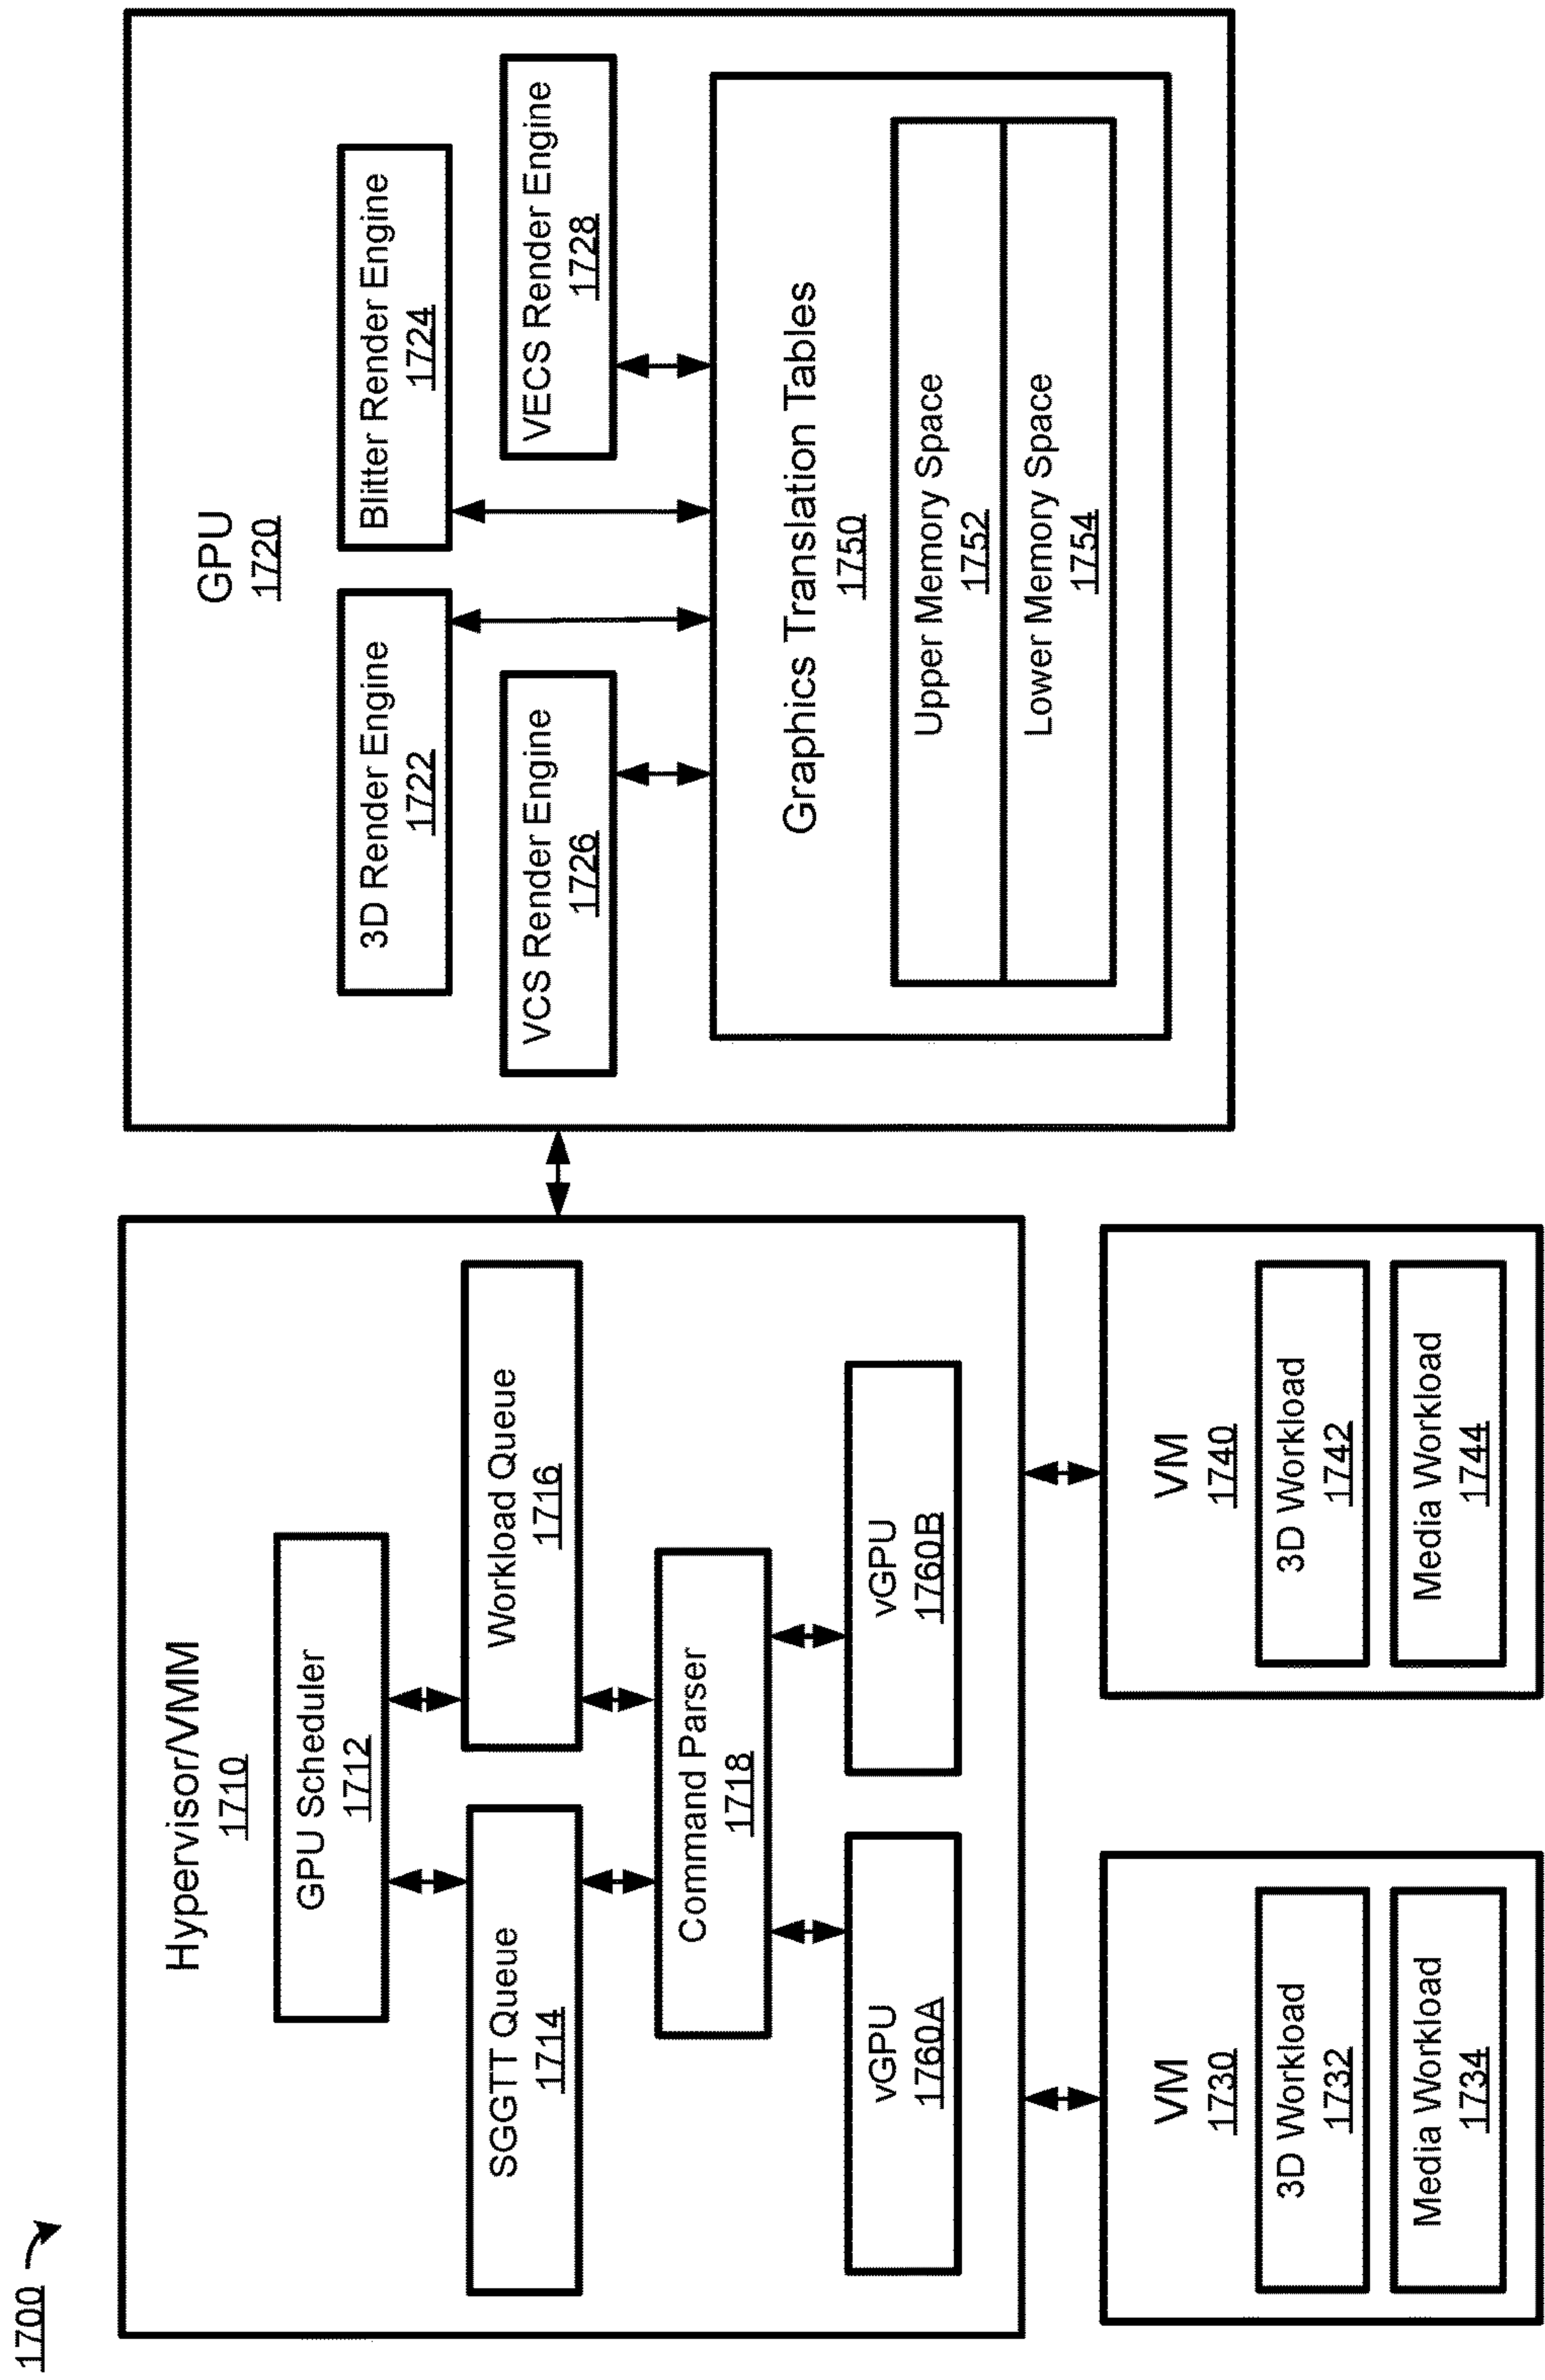 1700
Hypervisor/VMM
1710
GPU Scheduler
1712
SGGTT Queue
1714
Workload Queue
1716
Command Parser
1718
vGPU
1760A
vGPU
1760B
VM
1730
3D Workload
1732
Media Workload
1734
VM
1740
3D Workload
1742
Media Workload
1744
GPU
1720
3D Render Engine
1722
Blitter Render Engine
1724
VCS Render Engine
1726
VECS Render Engine
1728
Graphics Translation Tables
1750
Upper Memory Space
1752
Lower Memory Space
1754